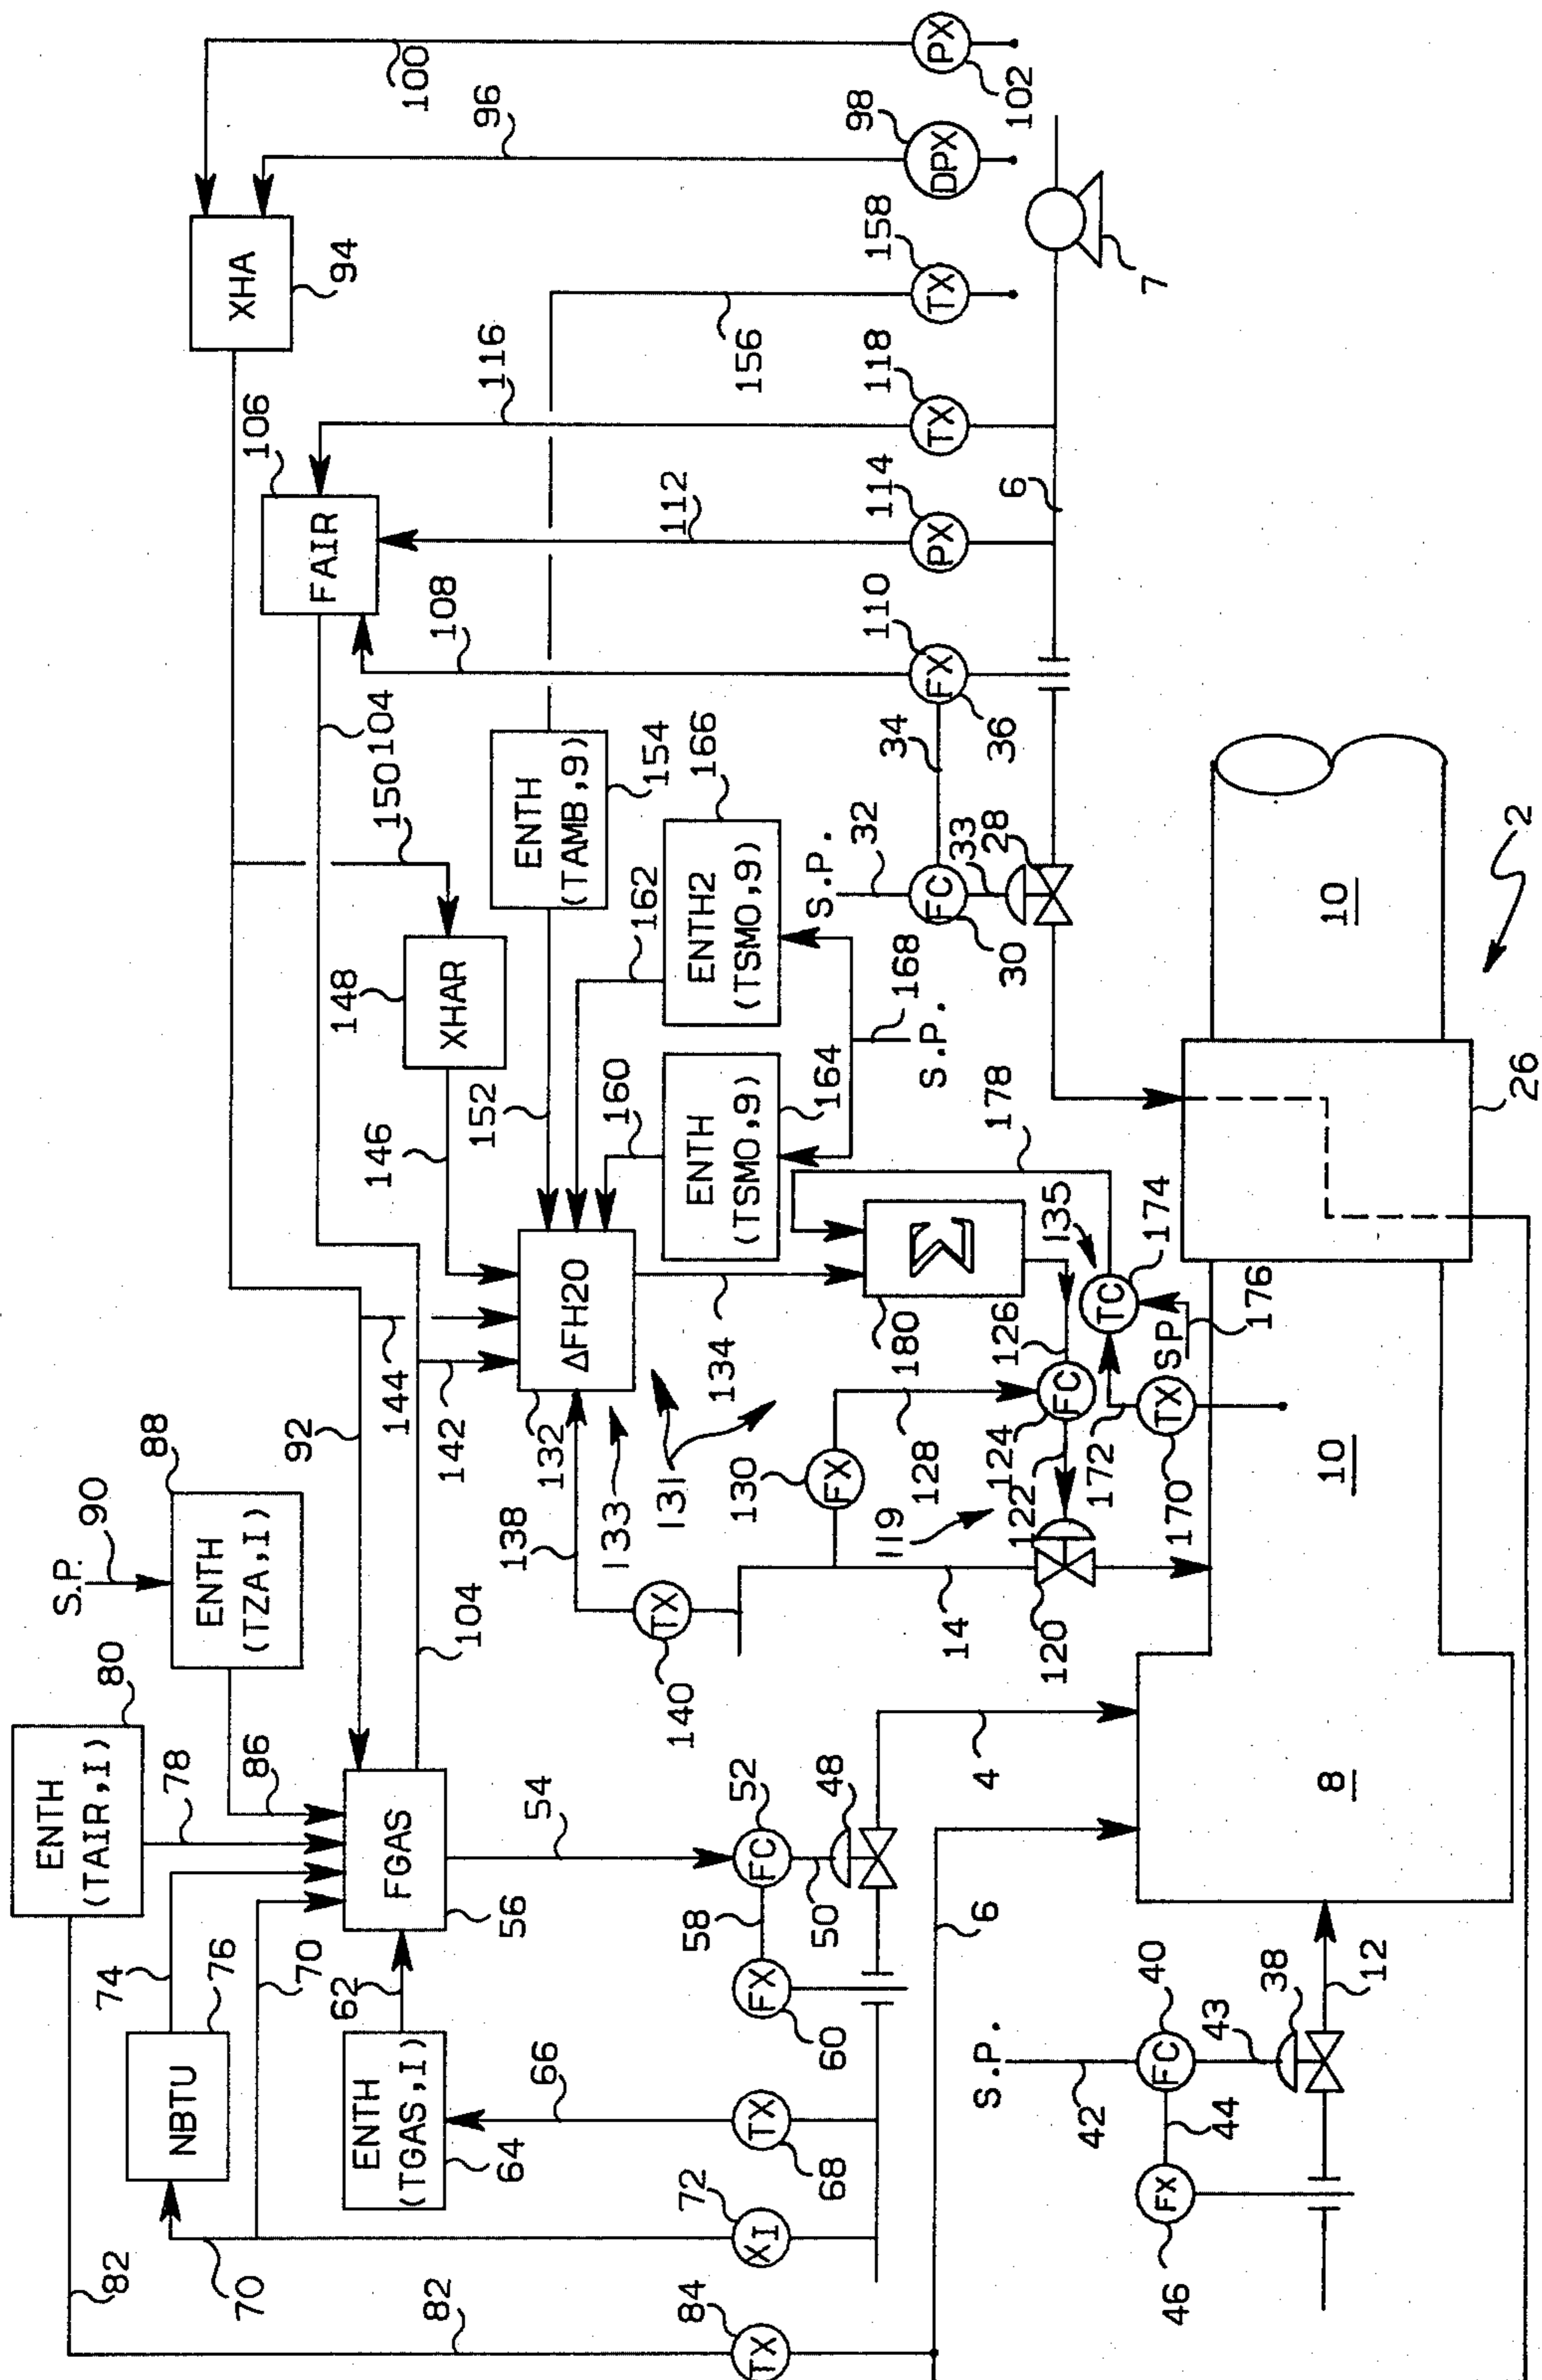 100
PX
102
96
98
DPX
XHA
94
156
TX
158
7
116
118
TX
106
FAIR
112
114
PX
6
108
110
FX
36
34
104
150
ENTH
(TAMB,9)
154
166
ENTH2
(TSMO,9)
162
S.P.
32
FC
30
33
28
10
2
148
XHAR
168
S.P.
146
152
160
ENTH
(TSMO,9)
164
178
26
ΔFH2O
132
134
Σ
180
135
TC
174
126
SP.
176
144
142
92
138
133
131
130
FX
128
FC
124
122
172
TX
170
119
120
14
10
TX
140
S.P.
90
88
ENTH
(TZA,I)
80
ENTH
(TAIR,I)
78
86
104
FGAS
56
54
52
FC
58
50
48
4
8
74
76
NBTU
70
62
ENTH
(TGAS,I)
64
66
FX
60
6
TX
68
72
XI
70
82
82
84
TX
S.P.
42
40
FC
43
38
12
44
FX
46